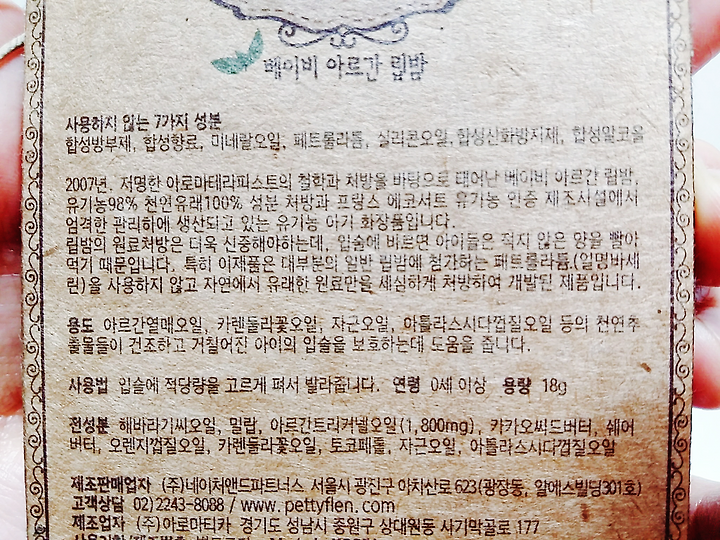 베이비 아르간 립밤
사용하지 않는 7가지 성분
합성방부제, 합성향료, 미네랄오일, 페트롤라튬, 실리콘오일, 합성산화방지제, 합성알코올
2007년, 저명한 아로마테라피스트의 철학과 처방을 바탕으로 태어난 베이비 아르간 립밤,
유기농98% 천연유래100% 성분 처방과 프랑스 에코서트 유기농 인증 제조시설에서
엄격한 관리하에 생산되고 있는 유기농 아기 화장품입니다.
립밤의 원료처방은 더욱 신중해야하는데, 입술에 바르면 아이들은 적지 않은 양을 빨아
먹기 때문입니다. 특히 이제품은 대부분의 일반 립밤에 첨가하는 페트롤라튬,(일명바세
린)을 사용하지 않고 자연에서 유래한 원료만을 세심하게 처방하여 개발된 제품입니다.
용도 아르간열매오일, 카렌둘라꽃오일, 자근오일, 아틀라스시다껍질오일 등의 천연추
출물들이 건조하고 거칠어진 아이의 입술을 보호하는데 도움을 줍니다.
사용법 입술에 적당량을 고르게 펴서 발라줍니다. 연령 0세 이상 용량 18g
전성분 해바라기씨오일, 밀랍, 아르간트리커넬오일(1,800mg), 카카오씨드버터, 쉐어
버터, 오렌지껍질오일, 카렌둘라꽃오일, 토코페롤, 자근오일, 아틀라스시다껍질오일
제조판매업자 (주)네이처앤드파트너스 서울시 광진구 아차산로 623(광장동, 알에스빌딩301호)
고객상담 02)2243-8088 / www.pettyflen.com
제조업자 (주)아로마티카 경기도 성남시 중원구 상대원동 사기막골로 177